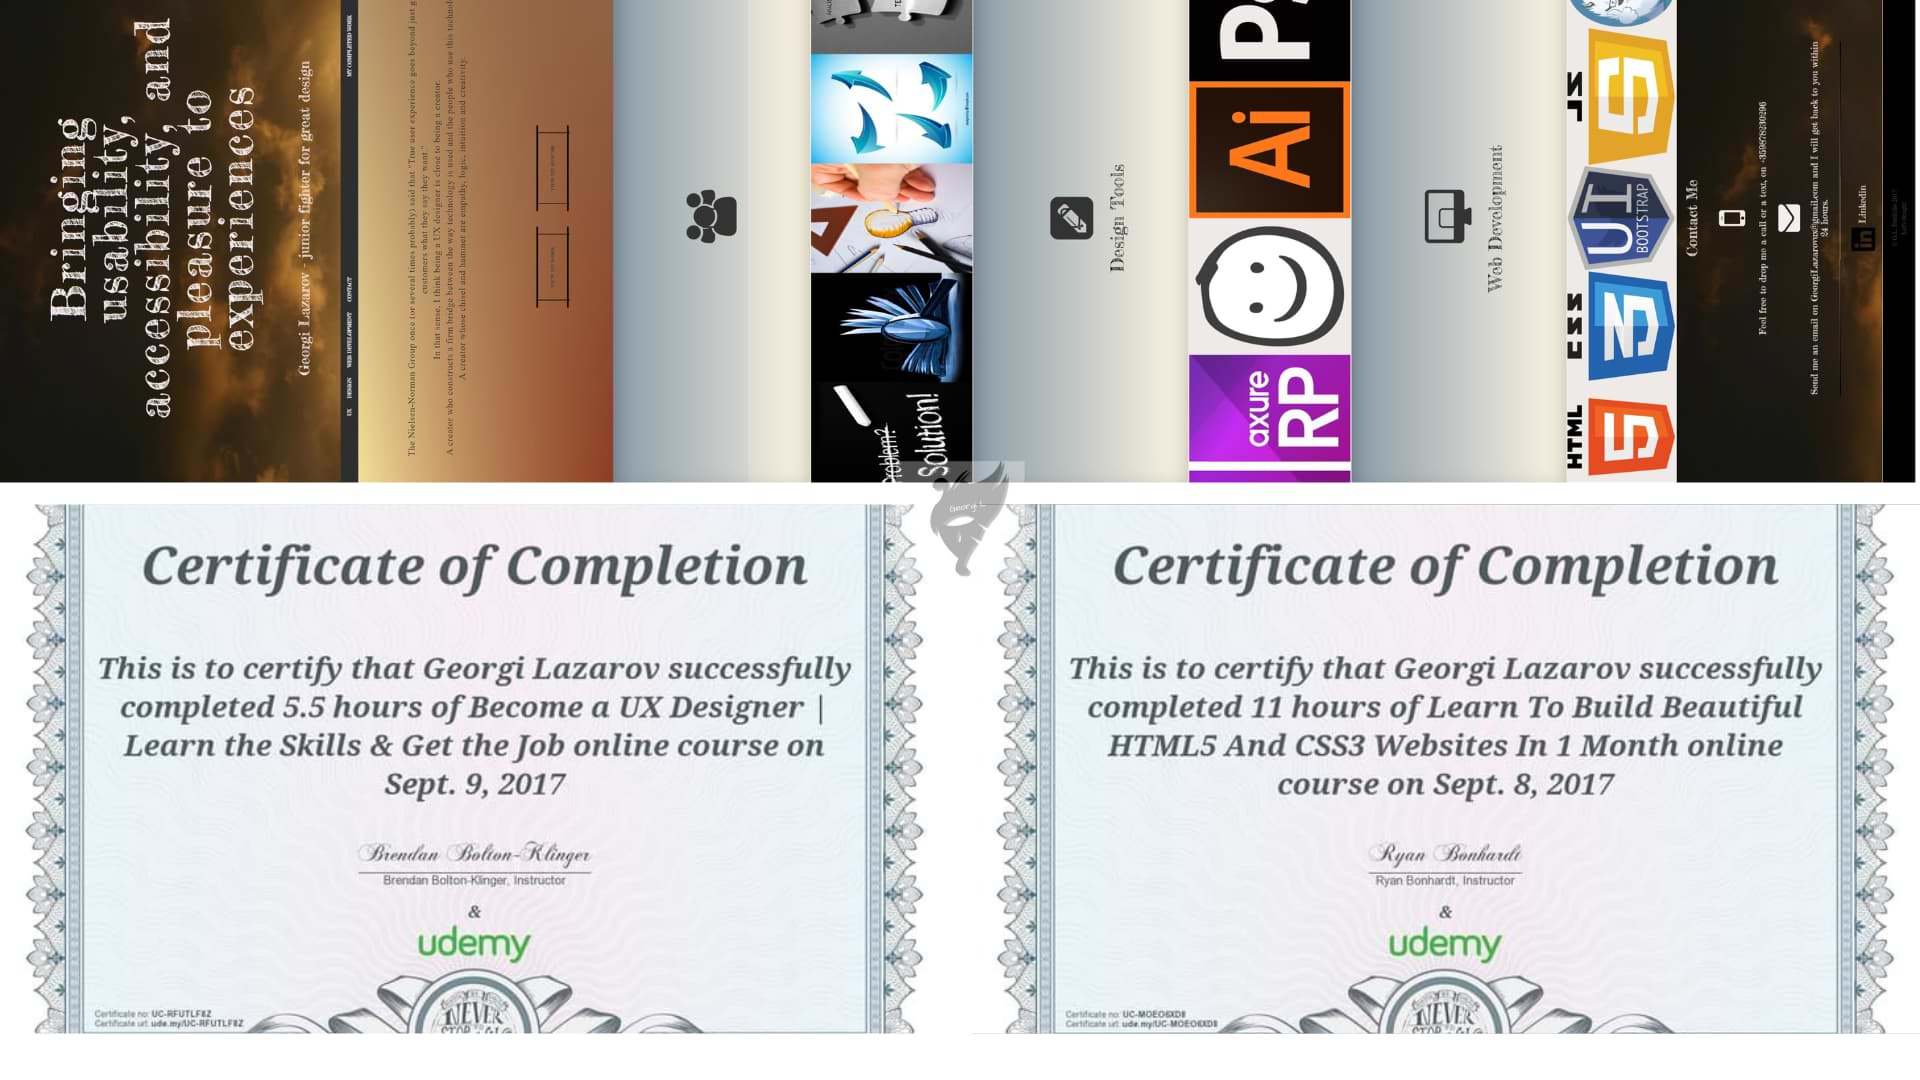 Bringing
usability,
accessibility, and
pleasure to
experiences
Georgi Lazarov - junior fighter for great design
UX DESIGN WEB DEVELOPMENT CONTACT MY COMPLETED WORK
The Nielsen-Norman Group once (or several times probably) said that "True user experience goes beyond just g
customers what they say they want."
In that sense, I think being a UX designer is close to being a creator.
A creator who constructs a firm bridge between the way technology is used and the people who use this technol
A creator whose chisel and hammer are empathy, logic, intuition and creativity.
Problem?
Solution!
Design Tools
Ps
Ai
axure
RP
Web Development
HTML
5
CSS
3
UI
BOOTSTRAP
JS
5
Contact Me
Feel free to drop me a call or a text, on +359878230296
Send me an email on GeorgiLazarovux@gmail.com and I will get back to you within
24 hours.
in LinkedIn
Georgi L
Certificate of Completion
This is to certify that Georgi Lazarov successfully
completed 5.5 hours of Become a UX Designer |
Learn the Skills & Get the Job online course on
Sept. 9, 2017
Brendan Bolton-Klinger
Brendan Bolton-Klinger, Instructor
&
udemy
NEVER
Certificate no: UC-RFUTLF8Z
Certificate url: ude.my/UC-RFUTLF8Z
Certificate of Completion
This is to certify that Georgi Lazarov successfully
completed 11 hours of Learn To Build Beautiful
HTML5 And CSS3 Websites In 1 Month online
course on Sept. 8, 2017
Ryan Bonhardt
Ryan Bonhardt, Instructor
&
udemy
NEVER
Certificate no: UC-MOEO6XD8
Certificate url: ude.my/UC-MOEO6XD8